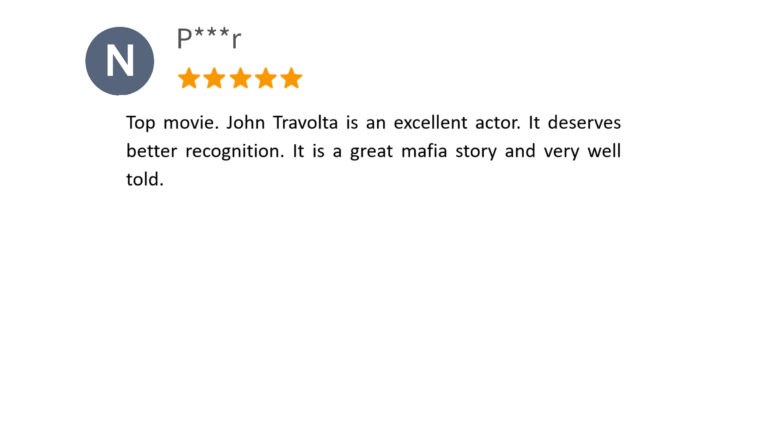 N
P***r
Top movie. John Travolta is an excellent actor. It deserves
better recognition. It is a great mafia story and very well
told.